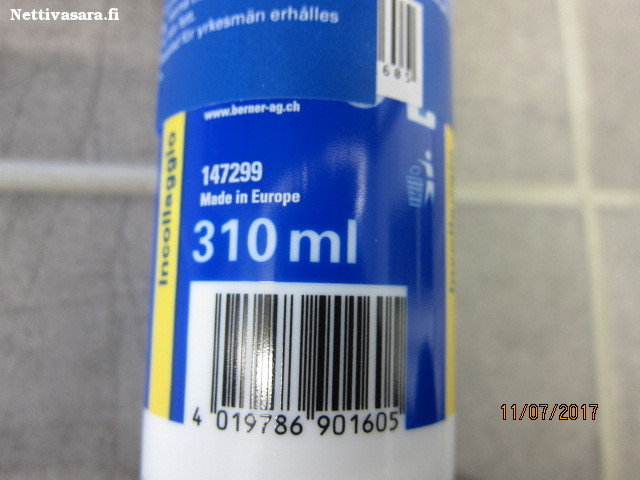 Nettivasara.fi
för yrkesmän erhålles
605
www.berner-ag.ch
Incollaggio
147299
Made in Europe
310 ml
4 019786 901605
11/07/2017